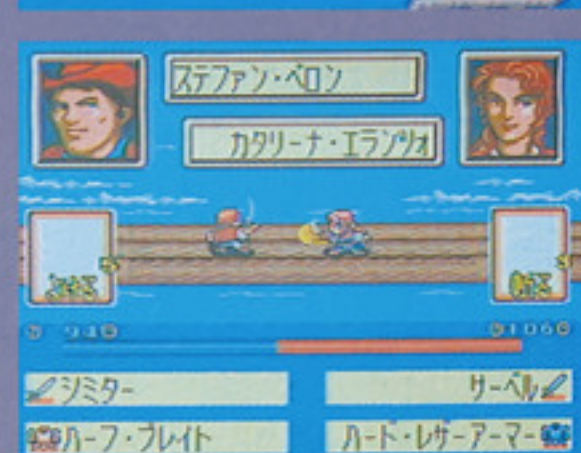 ステファン・ベロン
カタリーナ・エランツォ
940
1060
シミター
サーベル
ハーフ・プレイト
ハード・レザーアーマー